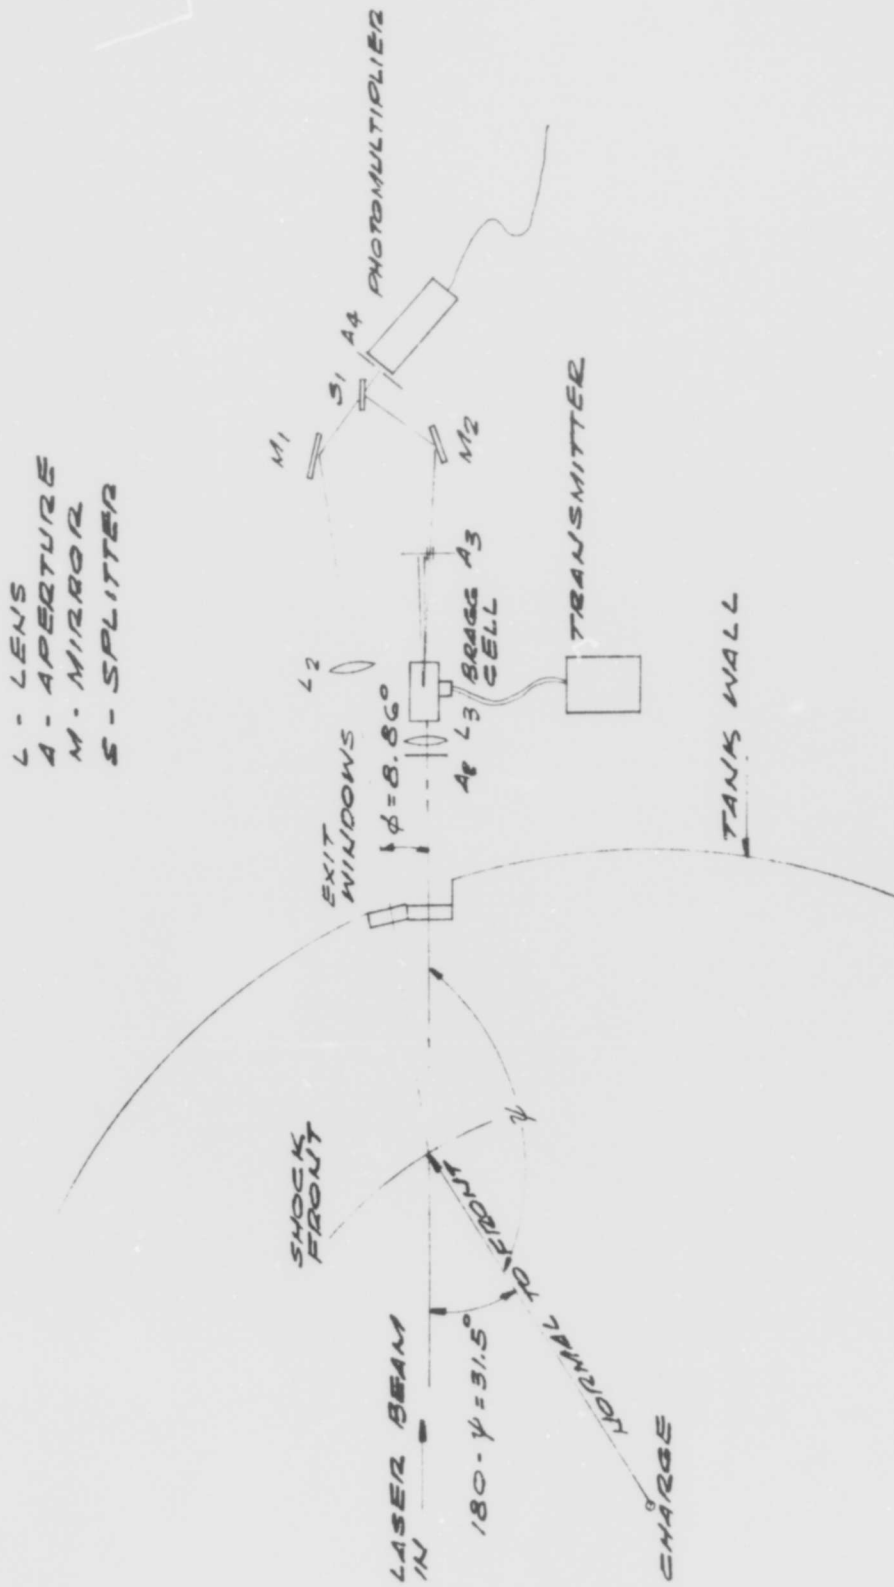 L - LENS
A - APERTURE
M - MIRROR
S - SPLITTER
PHOTOMULTIPLIER
A4
S1
M1
M2
A3
L2
BRAGG
CELL
TRANSMITTER
L3
ϕ = 8.86°
EXIT
WINDOWS
TANK WALL
SHOCK
FRONT
ψ
LASER BEAM
IN
180 - ψ = 31.5°
NORMAL TO FRONT
CHARGE